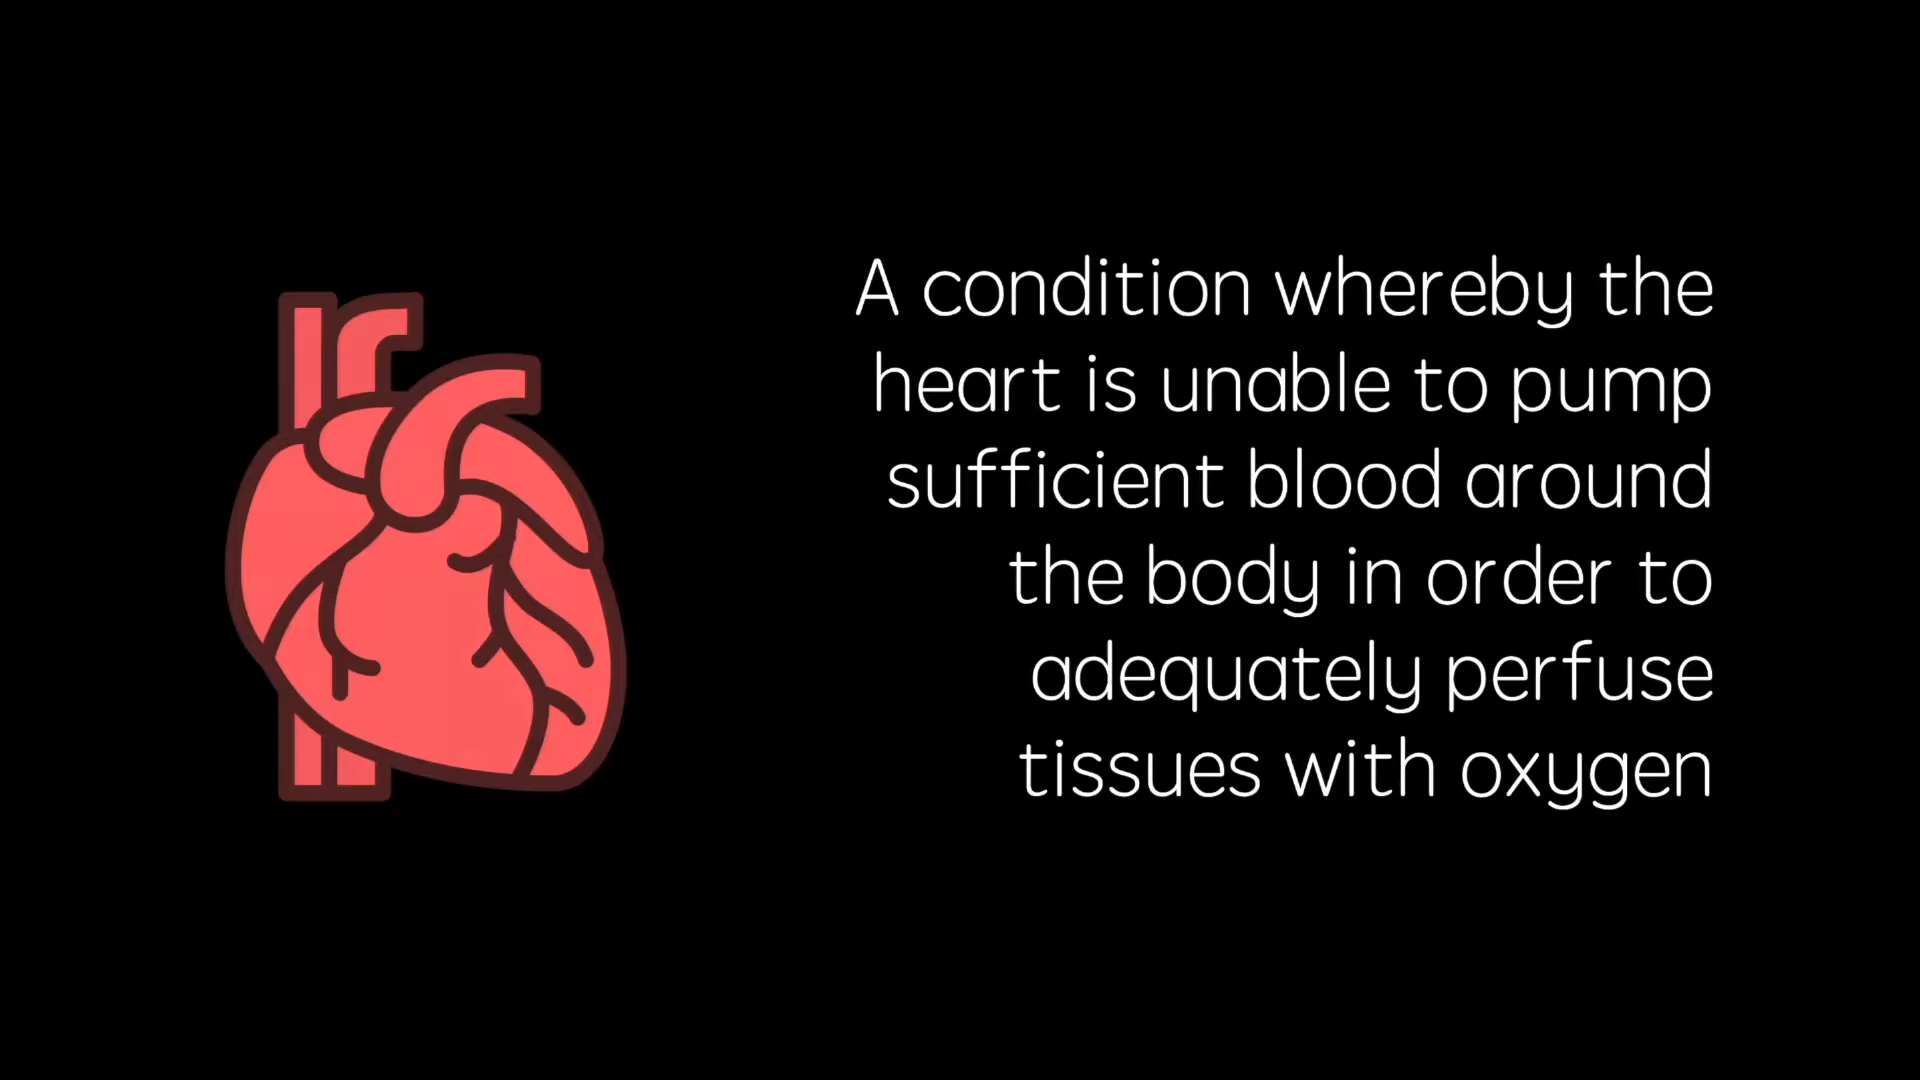 A condition whereby the
heart is unable to pump
sufficient blood around
the body in order to
adequately perfuse
tissues with oxygen